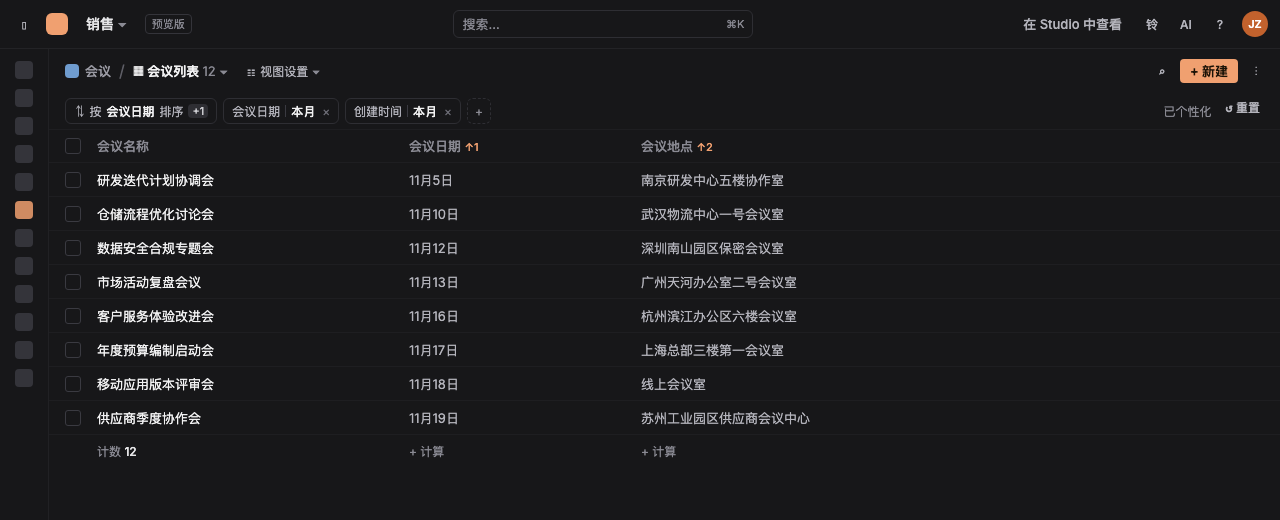 销售 预览版 搜索... ⌘K 在 Studio 中查看 铃 AI ? JZ
会议 / 会议列表 12 视图设置 + 新建
按 会议日期 排序 +1 会议日期 本月 × 创建时间 本月 × + 已个性化 ↺ 重置
会议名称 会议日期 ↑1 会议地点 ↑2
研发迭代计划协调会 11月5日 南京研发中心五楼协作室
仓储流程优化讨论会 11月10日 武汉物流中心一号会议室
数据安全合规专题会 11月12日 深圳南山园区保密会议室
市场活动复盘会议 11月13日 广州天河办公室二号会议室
客户服务体验改进会 11月16日 杭州滨江办公区六楼会议室
年度预算编制启动会 11月17日 上海总部三楼第一会议室
移动应用版本评审会 11月18日 线上会议室
供应商季度协作会 11月19日 苏州工业园区供应商会议中心
计数 12 + 计算 + 计算